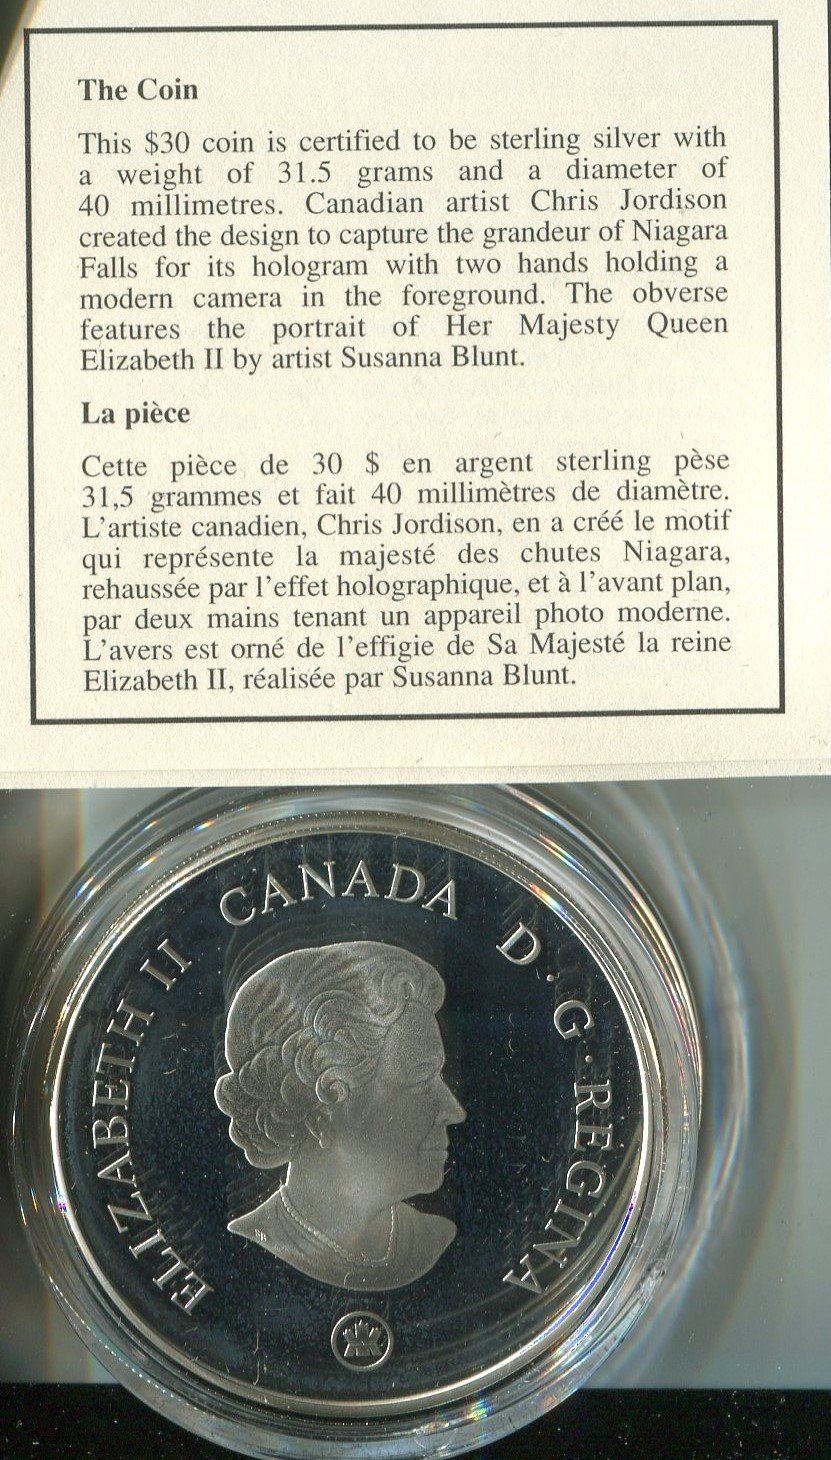 The Coin
This $30 coin is certified to be sterling silver with
a weight of 31.5 grams and a diameter of
40 millimetres. Canadian artist Chris Jordison
created the design to capture the grandeur of Niagara
Falls for its hologram with two hands holding a
modern camera in the foreground. The obverse
features the portrait of Her Majesty Queen
Elizabeth II by artist Susanna Blunt.
La pièce
Cette pièce de 30 $ en argent sterling pèse
31,5 grammes et fait 40 millimètres de diamètre.
L'artiste canadien, Chris Jordison, en a créé le motif
qui représente la majesté des chutes Niagara,
rehaussée par l'effet holographique, et à l'avant plan,
par deux mains tenant un appareil photo moderne.
L'avers est orné de l'effigie de Sa Majesté la reine
Elizabeth II, réalisée par Susanna Blunt.
ELIZABETH II CANADA D·G·REGINA